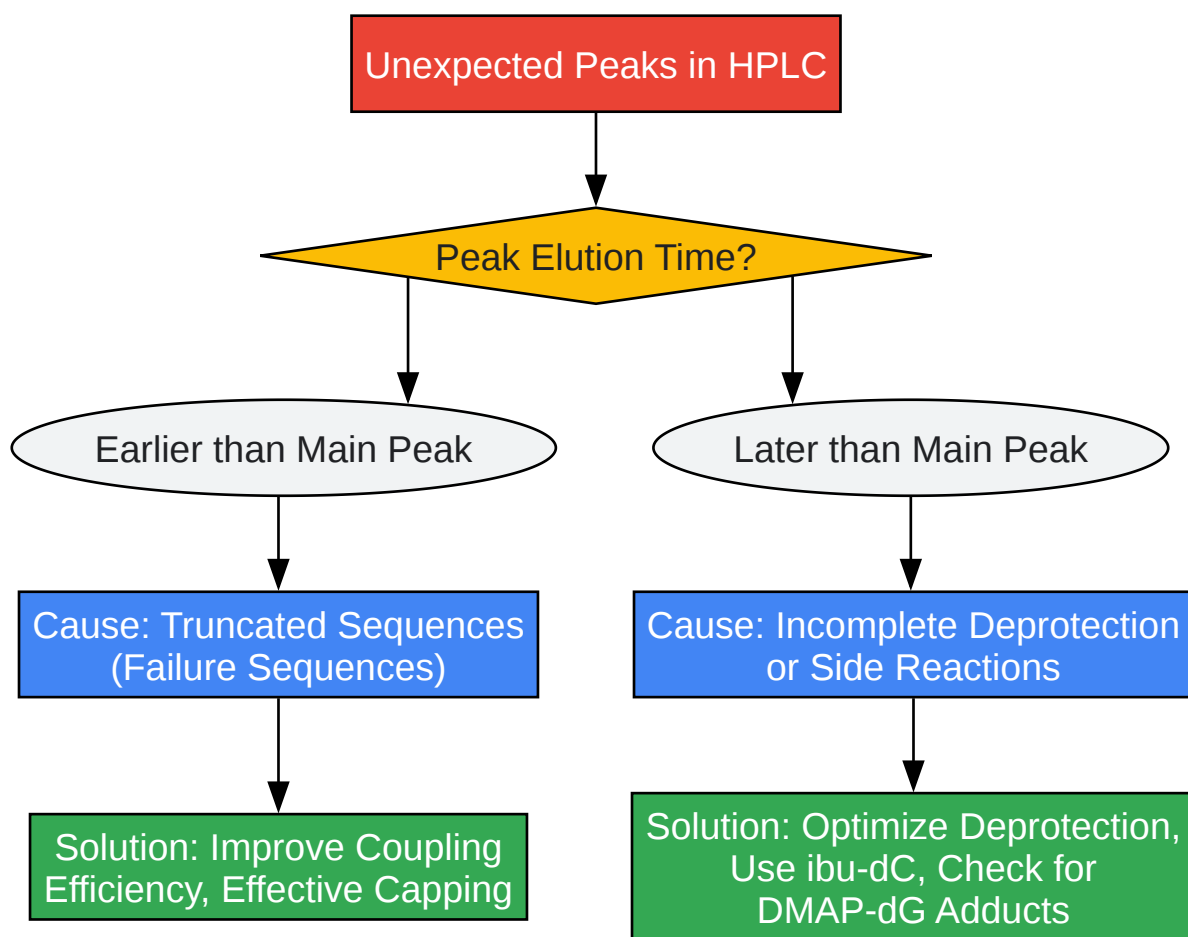 Unexpected Peaks in HPLC
Peak Elution Time?
Earlier than Main Peak
Later than Main Peak
Cause: Truncated Sequences
(Failure Sequences)
Cause: Incomplete Deprotection
or Side Reactions
Solution: Improve Coupling
Efficiency, Effective Capping
Solution: Optimize Deprotection,
Use ibu-dC, Check for
DMAP-dG Adducts